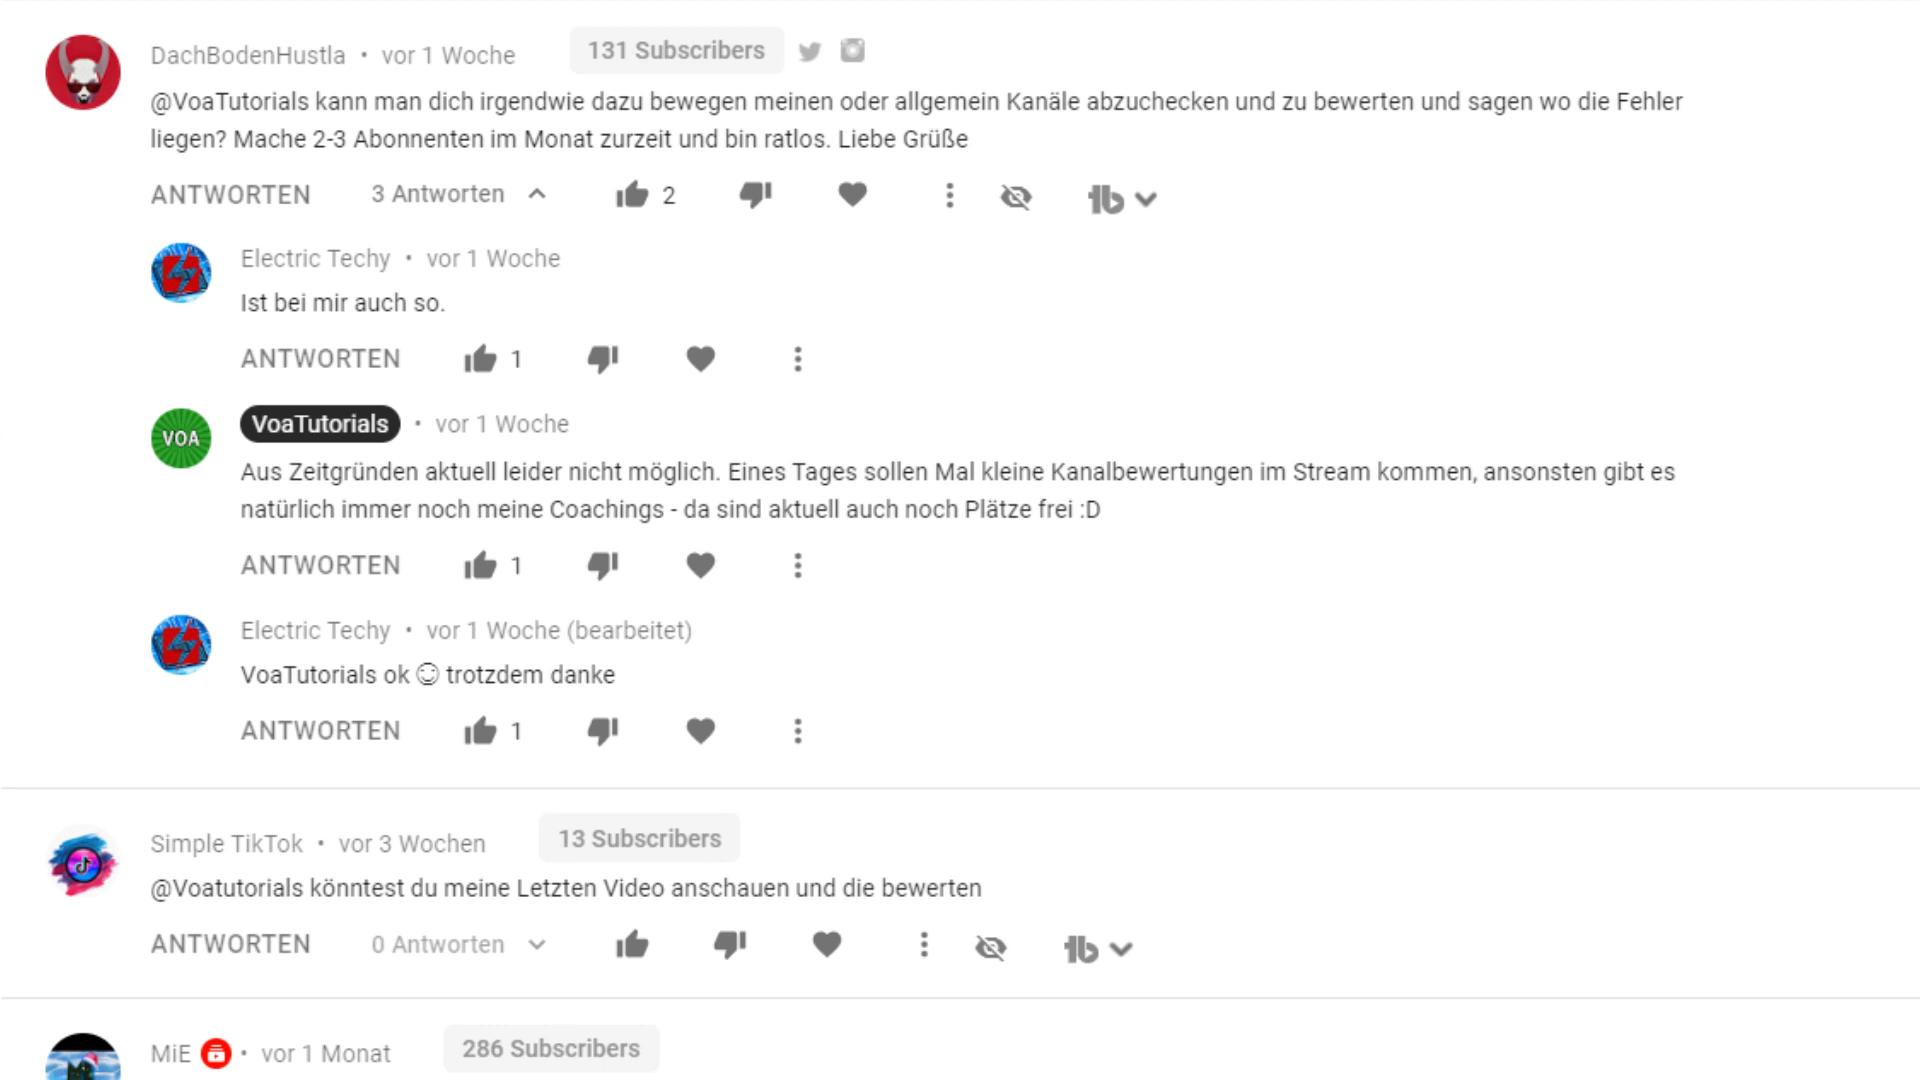 DachBodenHustla • vor 1 Woche 131 Subscribers
@VoaTutorials kann man dich irgendwie dazu bewegen meinen oder allgemein Kanäle abzuchecken und zu bewerten und sagen wo die Fehler
liegen? Mache 2-3 Abonnenten im Monat zurzeit und bin ratlos. Liebe Grüße
ANTWORTEN 3 Antworten 2
Electric Techy • vor 1 Woche
Ist bei mir auch so.
ANTWORTEN 1
VOA
VoaTutorials • vor 1 Woche
Aus Zeitgründen aktuell leider nicht möglich. Eines Tages sollen Mal kleine Kanalbewertungen im Stream kommen, ansonsten gibt es
natürlich immer noch meine Coachings - da sind aktuell auch noch Plätze frei :D
ANTWORTEN 1
Electric Techy • vor 1 Woche (bearbeitet)
VoaTutorials ok ☺ trotzdem danke
ANTWORTEN 1
Simple TikTok • vor 3 Wochen 13 Subscribers
@Voatutorials könntest du meine Letzten Video anschauen und die bewerten
ANTWORTEN 0 Antworten
MiE • vor 1 Monat 286 Subscribers